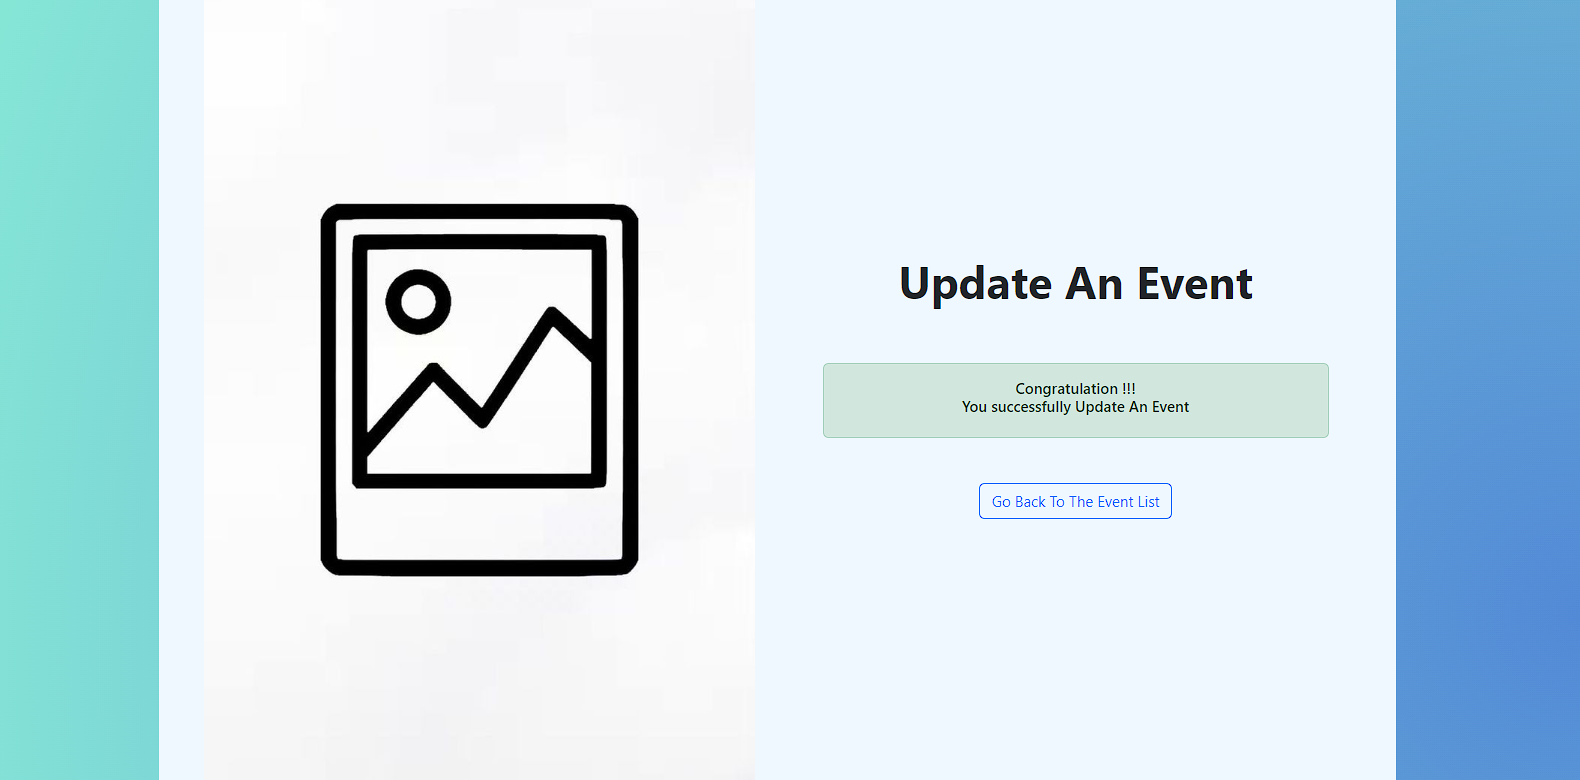 Update An Event
Congratulation !!!
You successfully Update An Event
Go Back To The Event List